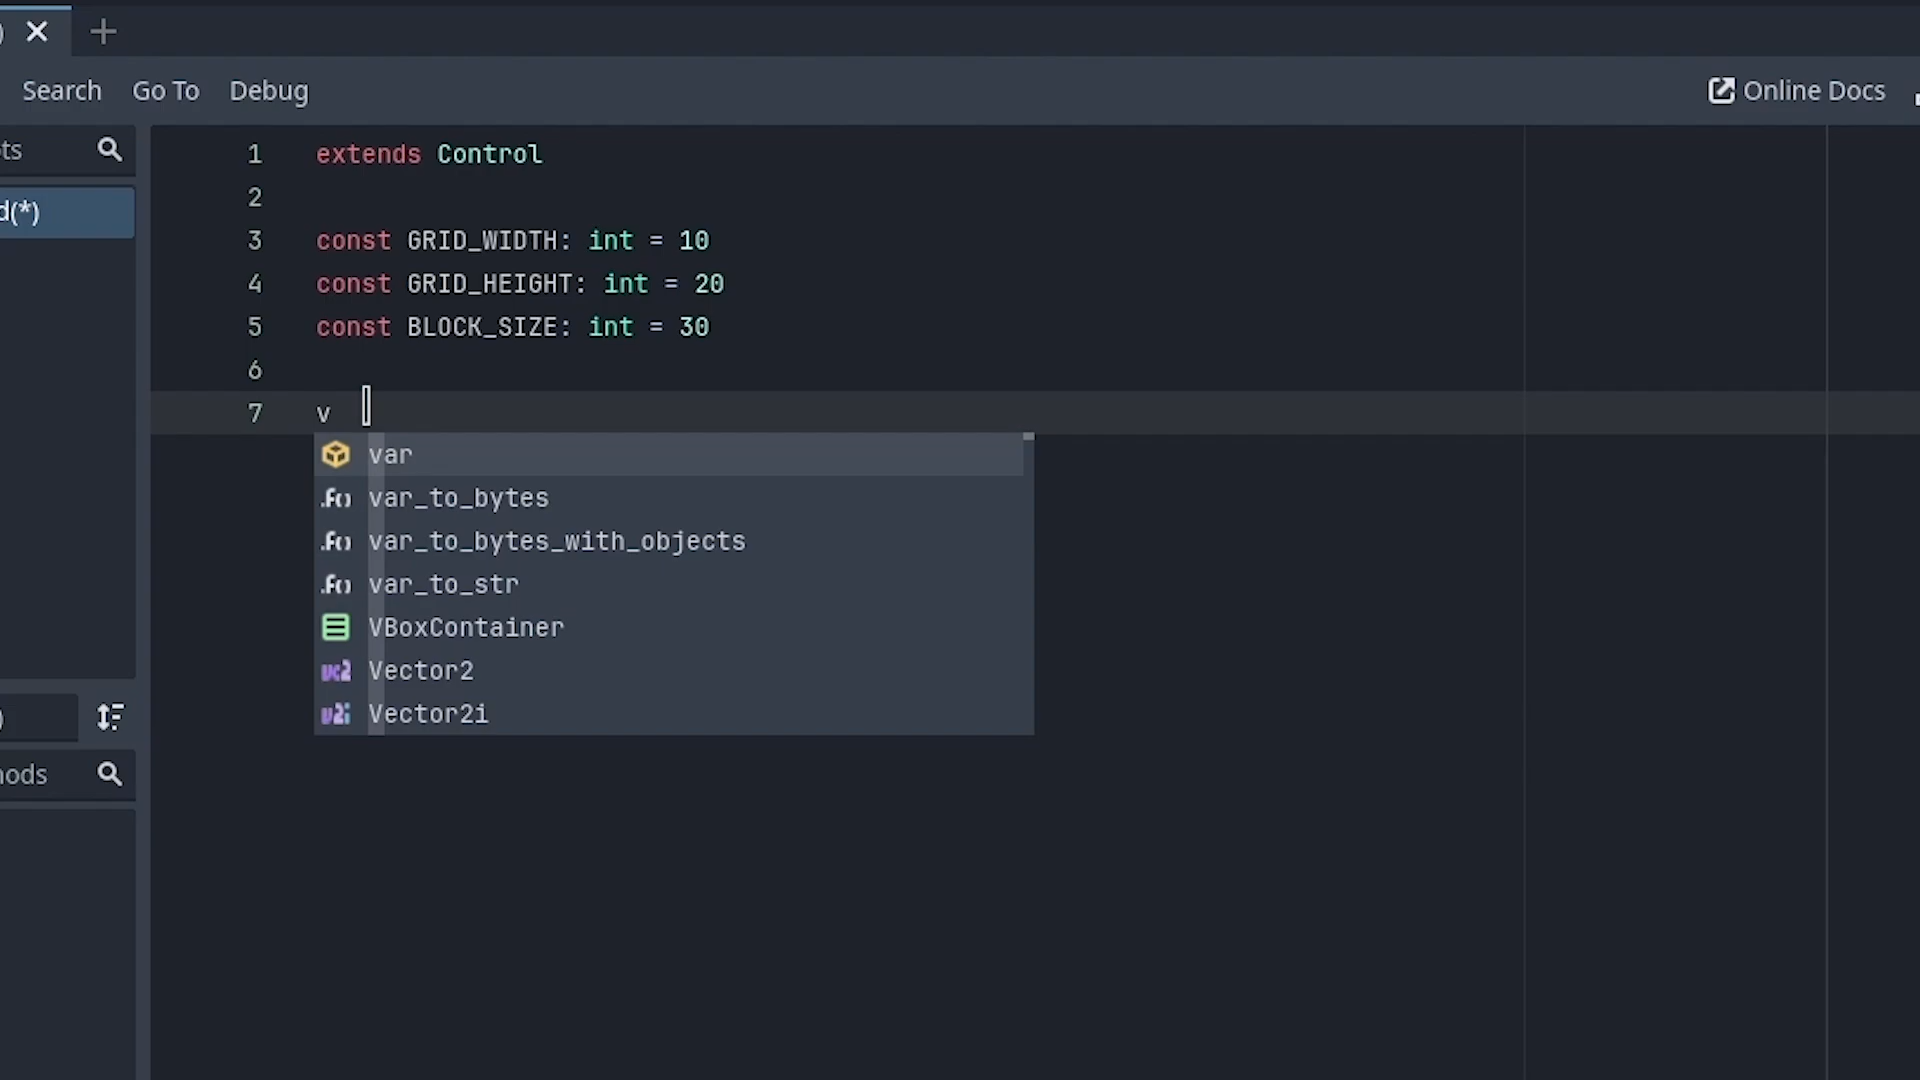 Search Go To Debug Online Docs
ts
d(*)
1 extends Control
2
3 const GRID_WIDTH: int = 10
4 const GRID_HEIGHT: int = 20
5 const BLOCK_SIZE: int = 30
6
7 v
var
.f() var_to_bytes
.f() var_to_bytes_with_objects
.f() var_to_str
VBoxContainer
Vector2
Vector2i
ods